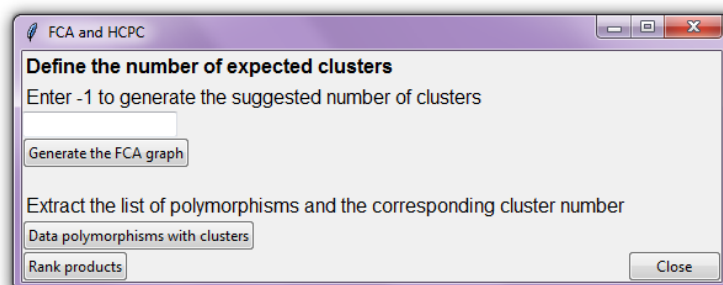 FCA and HCPC
Define the number of expected clusters
Enter -1 to generate the suggested number of clusters
Generate the FCA graph
Extract the list of polymorphisms and the corresponding cluster number
Data polymorphisms with clusters
Rank products
Close